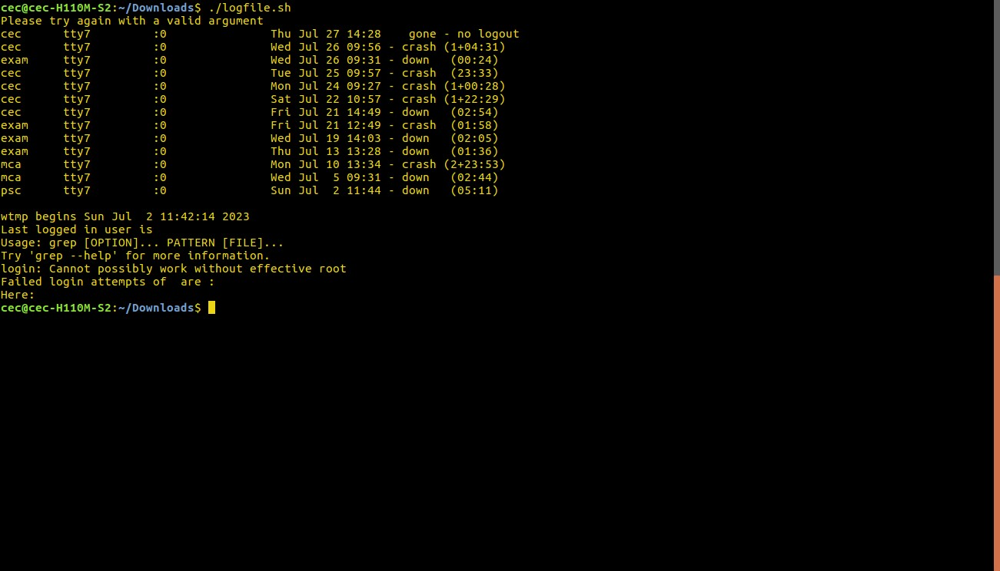 cec@cec-H110M-S2:~/Downloads$ ./logfile.sh
Please try again with a valid argument
cec      tty7         :0               Thu Jul 27 14:28    gone - no logout
cec      tty7         :0               Wed Jul 26 09:56 - crash (1+04:31)
exam     tty7         :0               Wed Jul 26 09:31 - down   (00:24)
cec      tty7         :0               Tue Jul 25 09:57 - crash  (23:33)
cec      tty7         :0               Mon Jul 24 09:27 - crash (1+00:28)
cec      tty7         :0               Sat Jul 22 10:57 - crash (1+22:29)
cec      tty7         :0               Fri Jul 21 14:49 - down   (02:54)
exam     tty7         :0               Fri Jul 21 12:49 - crash  (01:58)
exam     tty7         :0               Wed Jul 19 14:03 - down   (02:05)
exam     tty7         :0               Thu Jul 13 13:28 - down   (01:36)
mca      tty7         :0               Mon Jul 10 13:34 - crash (2+23:53)
mca      tty7         :0               Wed Jul  5 09:31 - down   (02:44)
psc      tty7         :0               Sun Jul  2 11:44 - down   (05:11)

wtmp begins Sun Jul  2 11:42:14 2023
Last logged in user is
Usage: grep [OPTION]... PATTERN [FILE]...
Try 'grep --help' for more information.
login: Cannot possibly work without effective root
Failed login attempts of  are :
Here:
cec@cec-H110M-S2:~/Downloads$